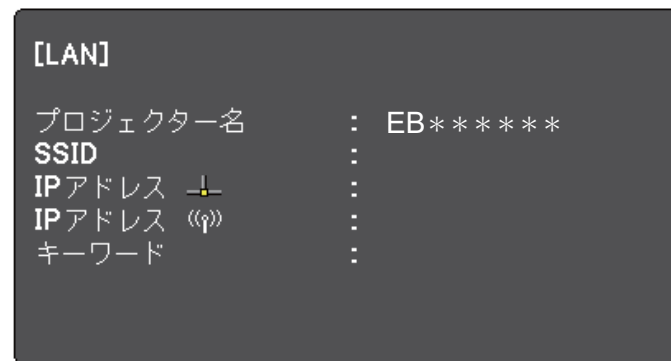 [LAN]
プロジェクター名 : EB******
SSID :
IPアドレス :
IPアドレス :
キーワード :